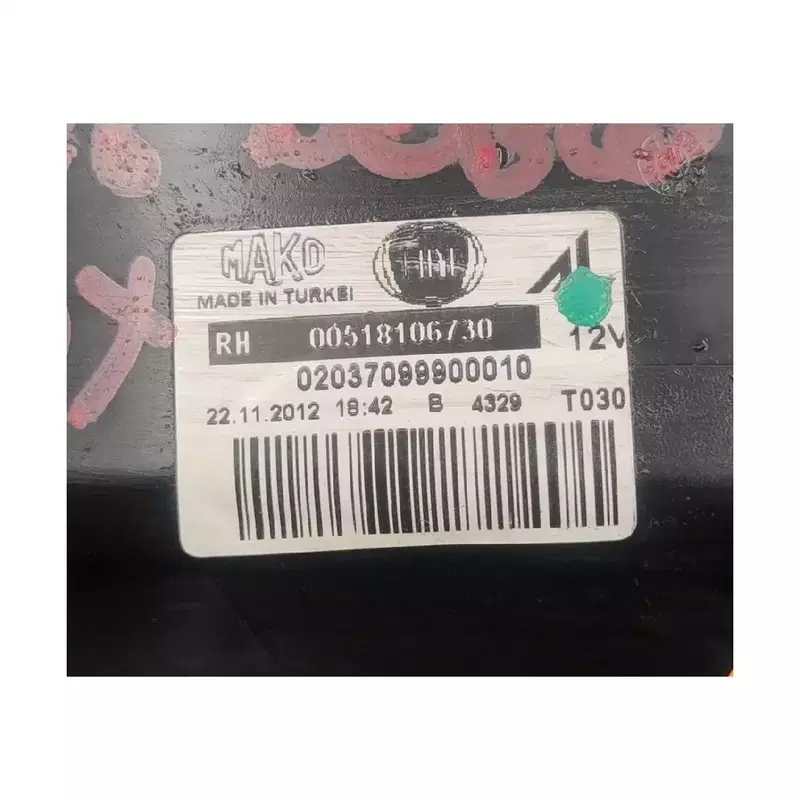 MAKO
FIAT
MADE IN TURKEI
RH 00518106730
12V
02037099900010
22.11.2012 18:42 B 4329 T030